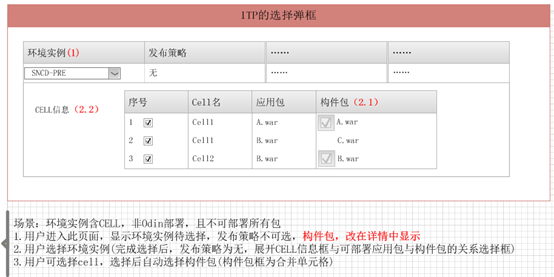 ITP的选择弹框
环境实例(1) 发布策略 …… ……
SNCD-PRE 无 …… ……
CELL信息(2.2)
序号 Cell名 应用包 构件包(2.1)
1 Cell1 A.war A.war
2 Cell1 B.war C.war
3 Cell2 B.war B.war
场景：环境实例含CELL，非Odin部署，且不可部署所有包
1.用户进入此页面，显示环境实例待选择，发布策略不可选，构件包，改在详情中显示
2.用户选择环境实例(完成选择后，发布策略为无，展开CELL信息框与可部署应用包与构件包的关系选择框)
3.用户可选择cell，选择后自动选择构件包(构件包框为合并单元格)